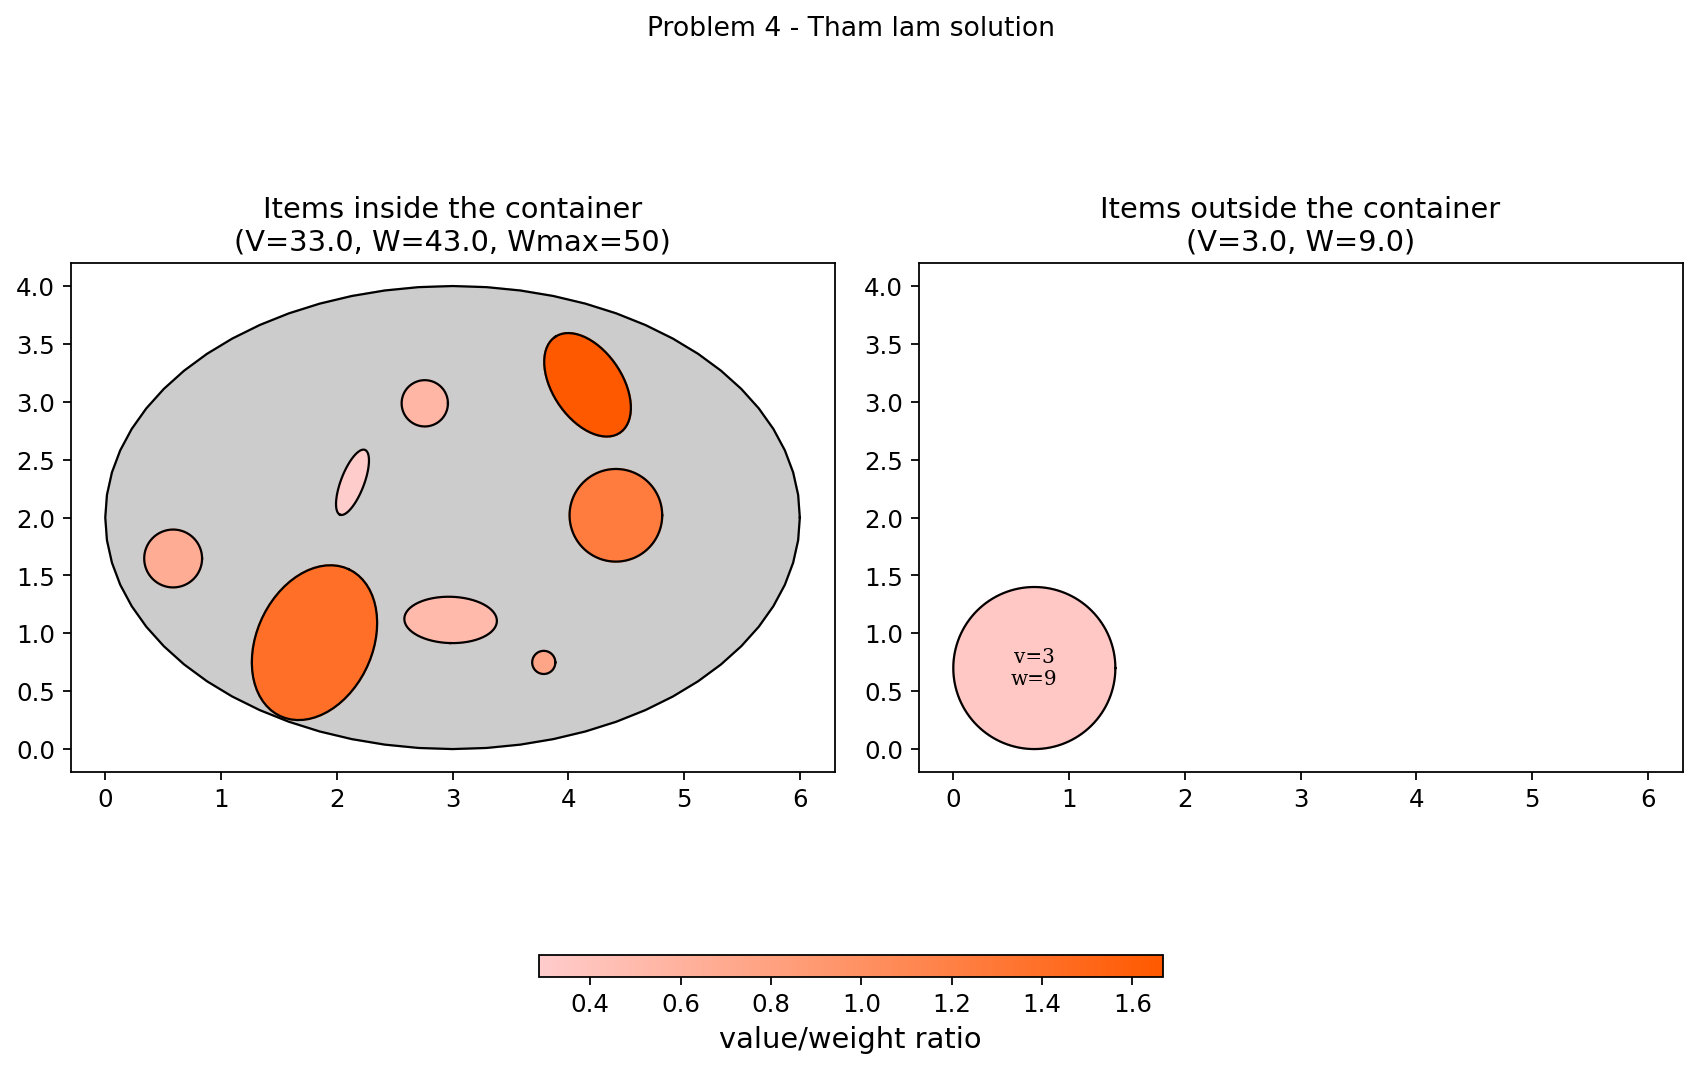 Problem 4 - Tham lam solution
Items inside the container
(V=33.0, W=43.0, Wmax=50)
4.0
3.5
3.0
2.5
2.0
1.5
1.0
0.5
0.0
0 1 2 3 4 5 6
Items outside the container
(V=3.0, W=9.0)
4.0
3.5
3.0
2.5
2.0
1.5
1.0
0.5
0.0
v=3
w=9
0 1 2 3 4 5 6
0.4 0.6 0.8 1.0 1.2 1.4 1.6
value/weight ratio